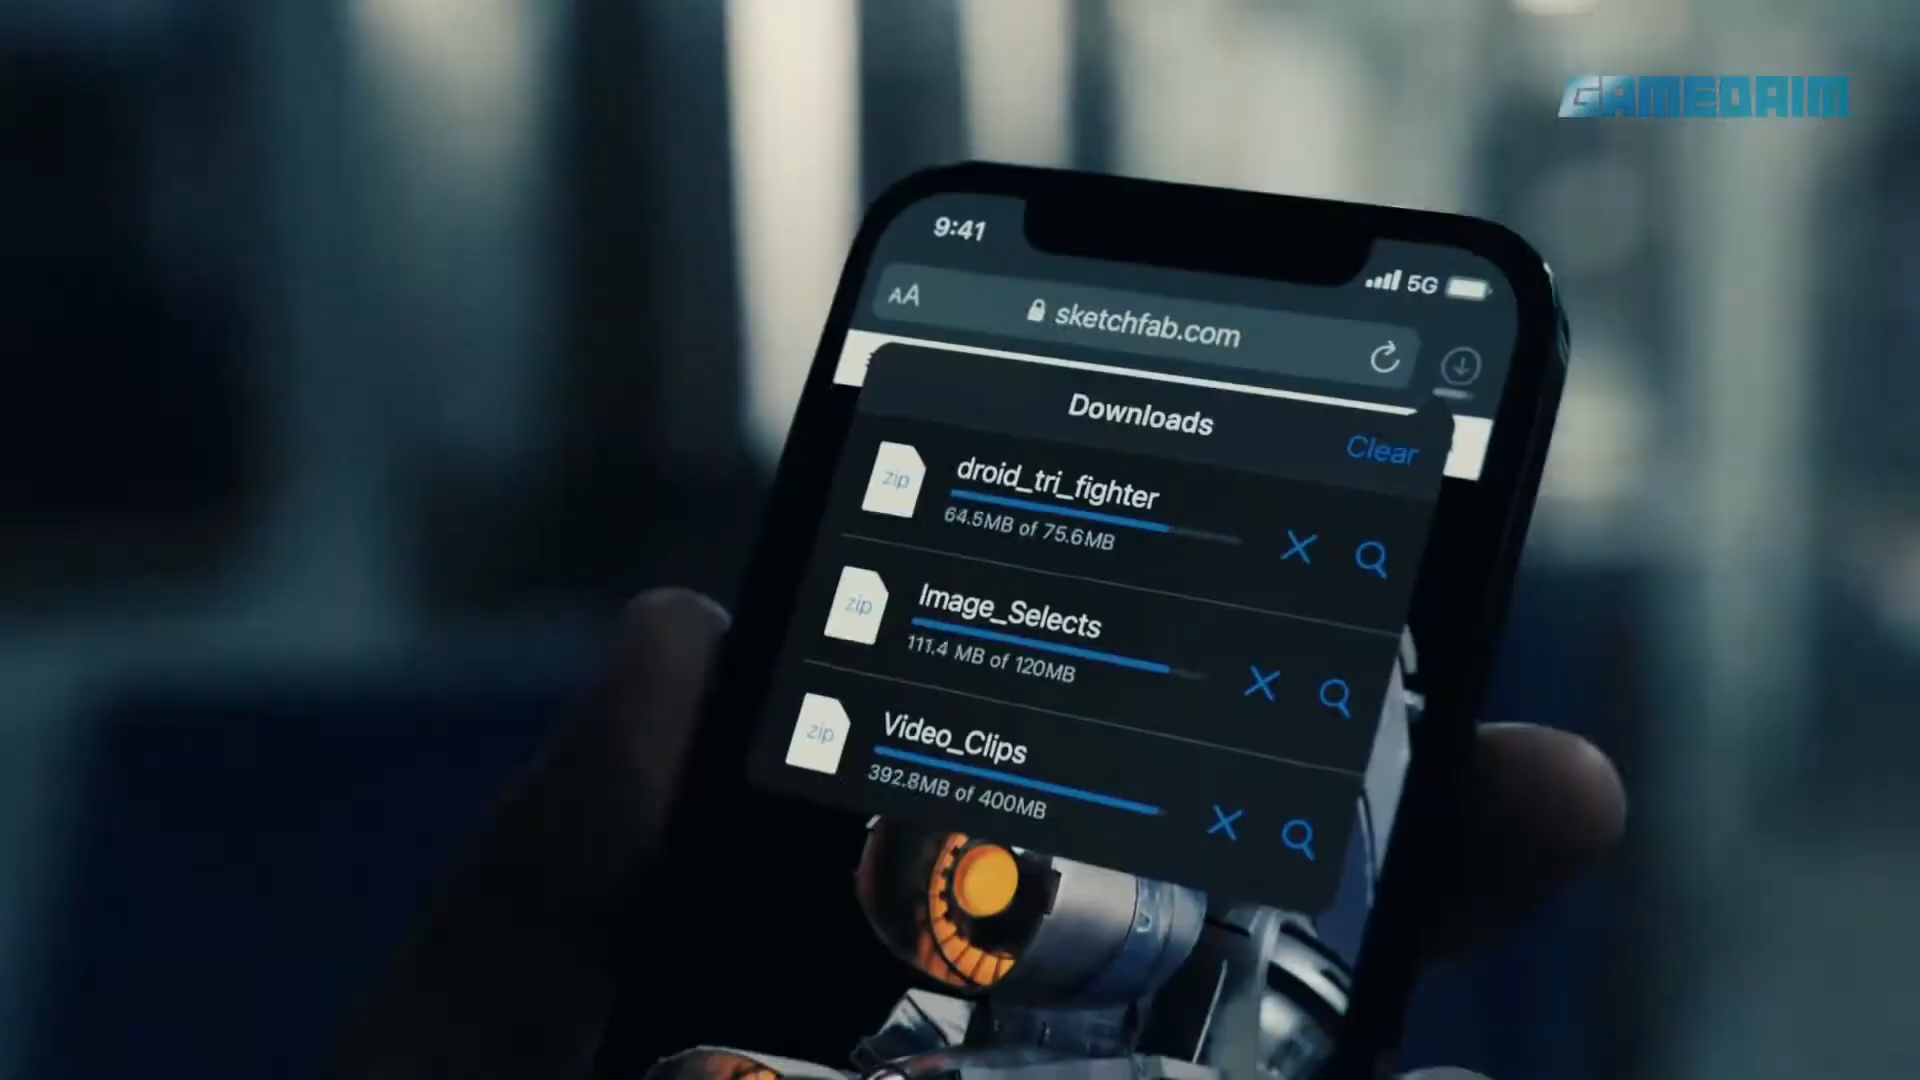 GAMEDAIM
9:41
5G
AA
sketchfab.com
Downloads
Clear
zip
droid_tri_fighter
64.5MB of 75.6MB
zip
Image_Selects
111.4 MB of 120MB
zip
Video_Clips
392.8MB of 400MB